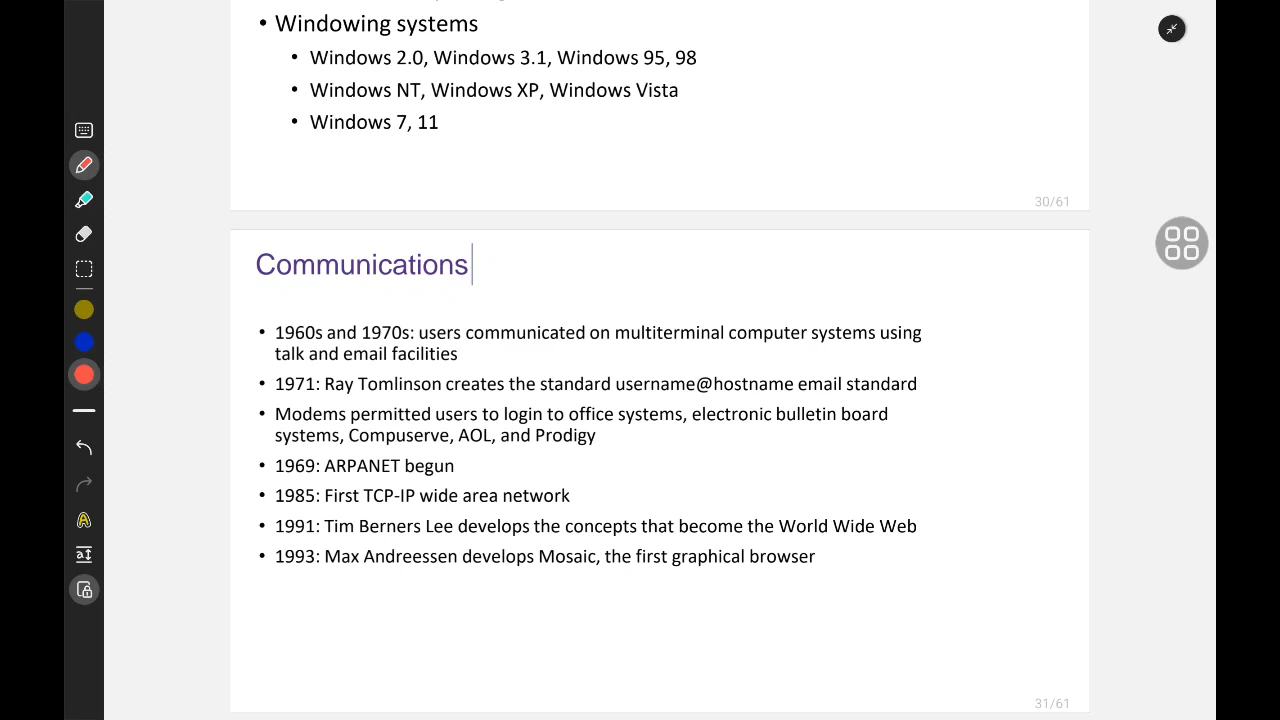 • Windowing systems
• Windows 2.0, Windows 3.1, Windows 95, 98
• Windows NT, Windows XP, Windows Vista
• Windows 7, 11
30/61
Communications
• 1960s and 1970s: users communicated on multiterminal computer systems using
talk and email facilities
• 1971: Ray Tomlinson creates the standard username@hostname email standard
• Modems permitted users to login to office systems, electronic bulletin board
systems, Compuserve, AOL, and Prodigy
• 1969: ARPANET begun
• 1985: First TCP-IP wide area network
• 1991: Tim Berners Lee develops the concepts that become the World Wide Web
• 1993: Max Andreessen develops Mosaic, the first graphical browser
31/61